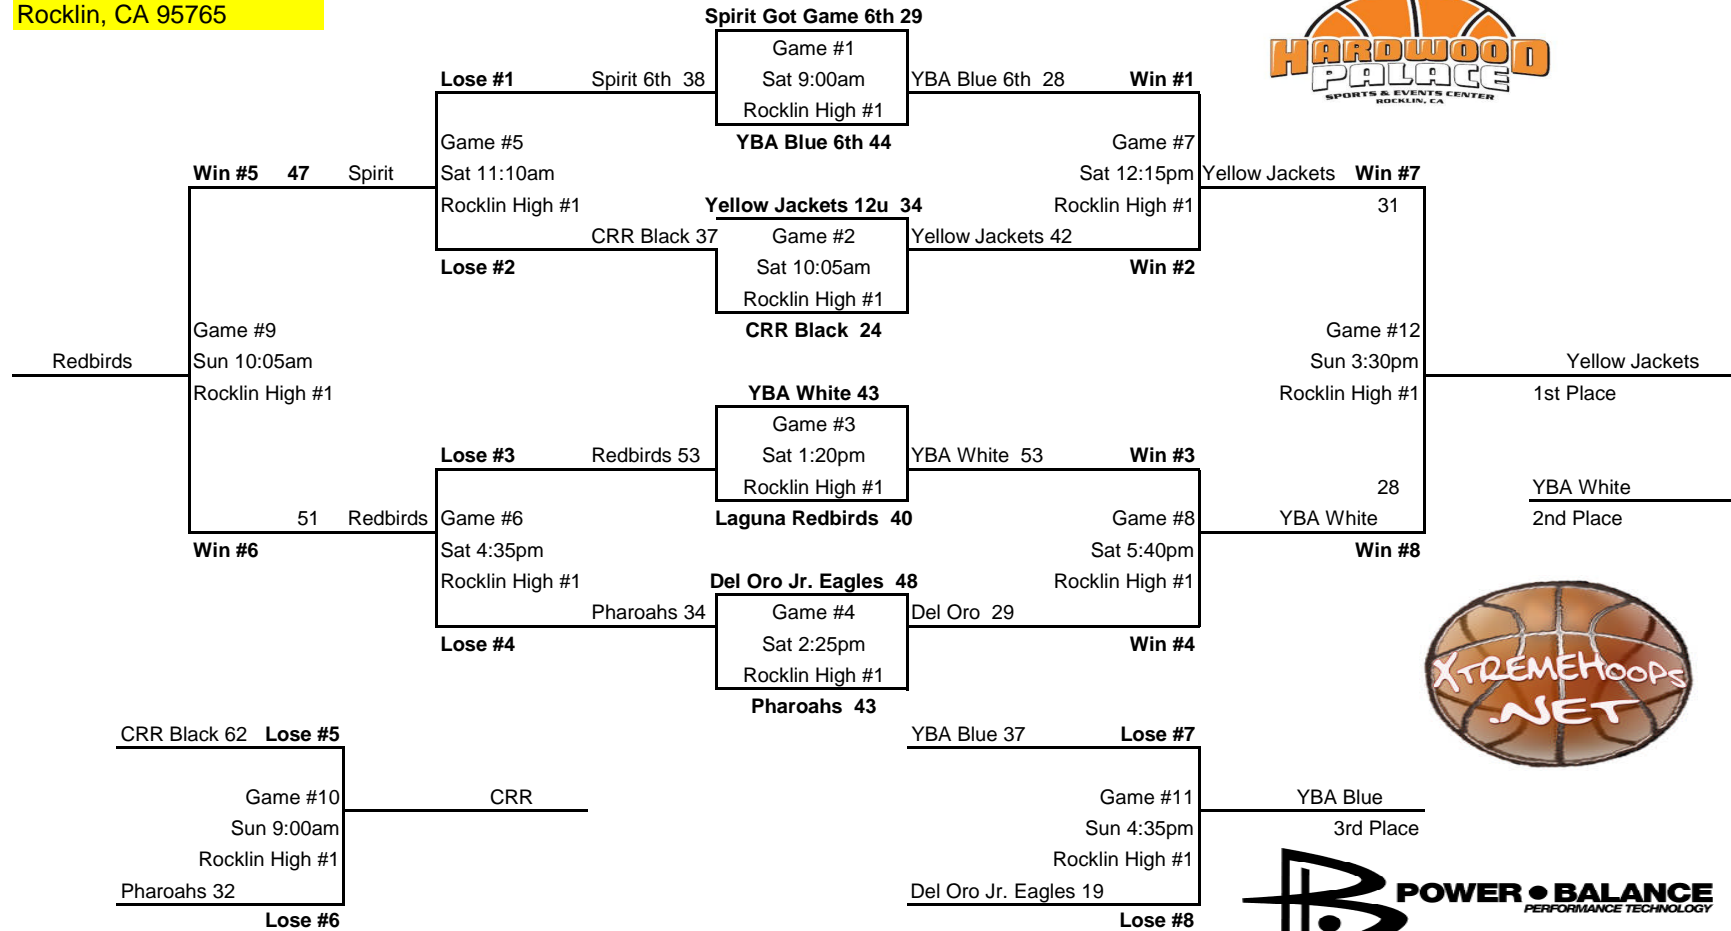 Rocklin, CA 95765
Spirit Got Game 6th 29
HARDWOOD
PALACE
SPORTS & EVENTS CENTER
ROCKLIN, CA
Game #1
Lose #1 Spirit 6th 38 Sat 9:00am YBA Blue 6th 28 Win #1
Rocklin High #1
Game #5 YBA Blue 6th 44 Game #7
Win #5 47 Spirit Sat 11:10am Sat 12:15pm Yellow Jackets Win #7
Rocklin High #1 Yellow Jackets 12u 34 Rocklin High #1 31
CRR Black 37 Game #2 Yellow Jackets 42
Lose #2 Sat 10:05am Win #2
Rocklin High #1
Game #9 CRR Black 24 Game #12
Redbirds Sun 10:05am Sun 3:30pm Yellow Jackets
Rocklin High #1 YBA White 43 Rocklin High #1 1st Place
Game #3
Lose #3 Redbirds 53 Sat 1:20pm YBA White 53 Win #3
Rocklin High #1 28 YBA White
51 Redbirds Game #6 Laguna Redbirds 40 Game #8 YBA White 2nd Place
Win #6 Sat 4:35pm Sat 5:40pm Win #8
Rocklin High #1 Del Oro Jr. Eagles 48 Rocklin High #1
Pharoahs 34 Game #4 Del Oro 29
Lose #4 Sat 2:25pm Win #4
Rocklin High #1
Pharoahs 43
XTREMEHOOPS
.NET
CRR Black 62 Lose #5 YBA Blue 37 Lose #7
Game #10 CRR Game #11 YBA Blue
Sun 9:00am Sun 4:35pm 3rd Place
Rocklin High #1 Rocklin High #1
Pharoahs 32 Del Oro Jr. Eagles 19
POWER • BALANCE
PERFORMANCE TECHNOLOGY
Lose #6 Lose #8